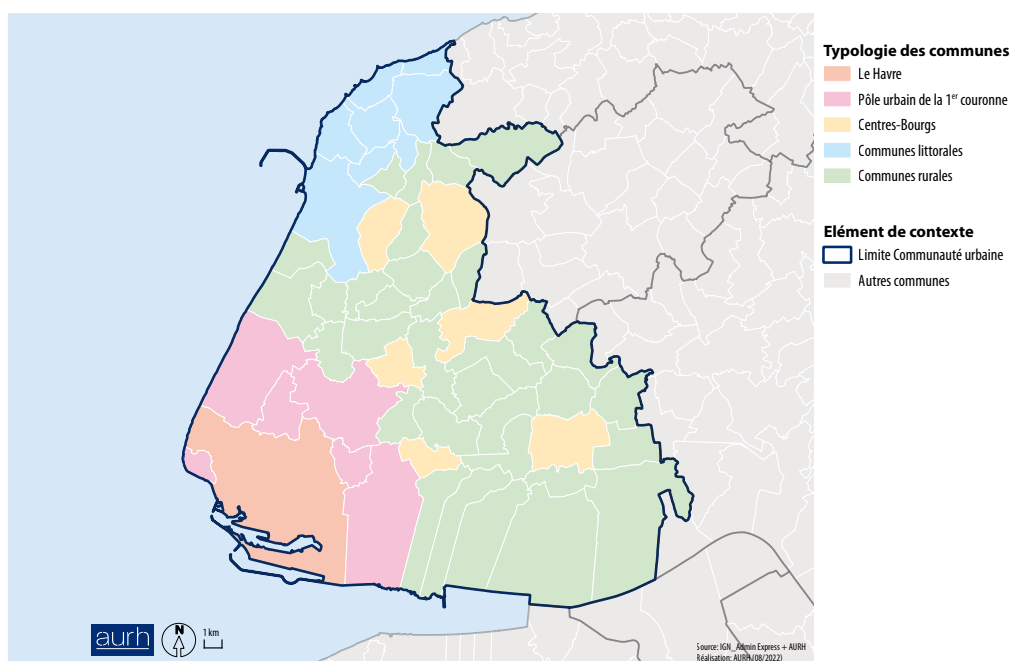 Typologie des communes
Le Havre
Pôle urbain de la 1er couronne
Centres-Bourgs
Communes littorales
Communes rurales
Elément de contexte
Limite Communauté urbaine
Autres communes
aurh
N
1 km
Source: IGN_Admin Express + AURH
Réalisation: AURH (08/2022)